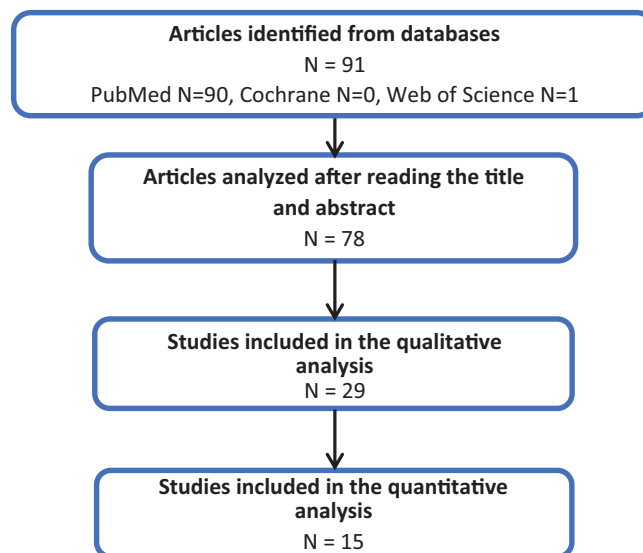 Articles identified from databases
N = 91
PubMed N=90, Cochrane N=0, Web of Science N=1
Articles analyzed after reading the title
and abstract
N = 78
Studies included in the qualitative
analysis
N = 29
Studies included in the quantitative
analysis
N = 15